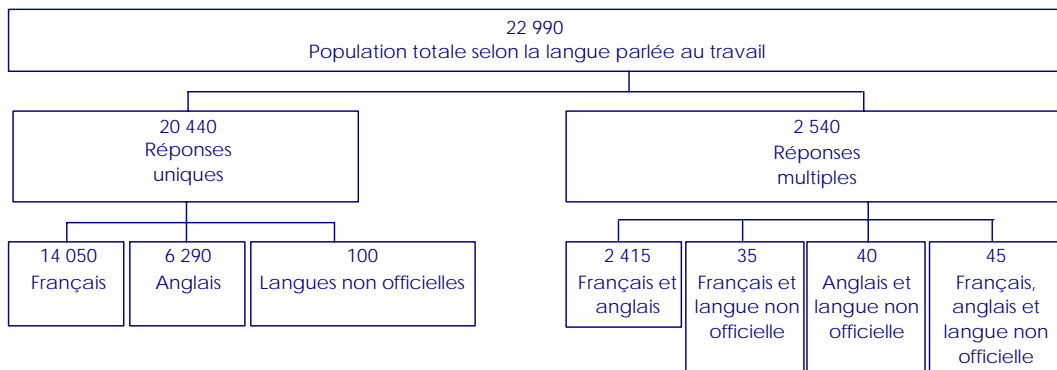 22 990
Population totale selon la langue parlée au travail
20 440
Réponses
uniques
2 540
Réponses
multiples
14 050
Français
6 290
Anglais
100
Langues non officielles
2 415
Français et
anglais
35
Français et
langue non
officielle
40
Anglais et
langue non
officielle
45
Français,
anglais et
langue non
officielle